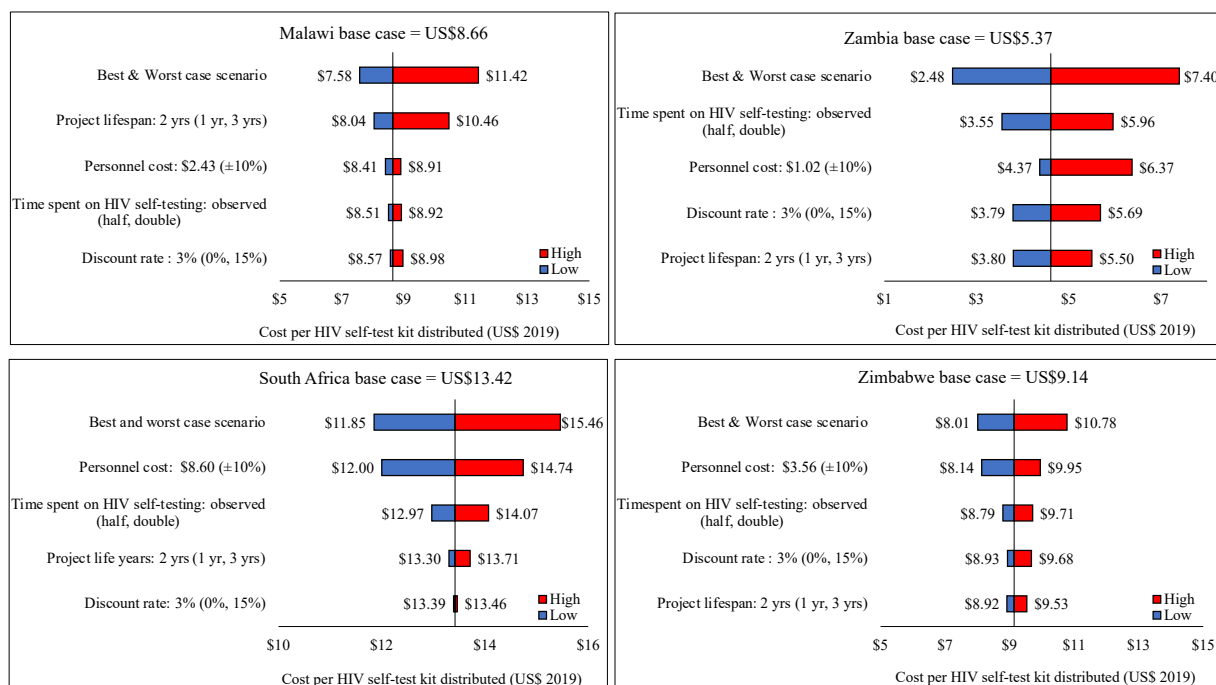 Malawi base case = US$8.66
Best & Worst case scenario
$7.58
$11.42
Project lifespan: 2 yrs (1 yr, 3 yrs)
$8.04
$10.46
Personnel cost: $2.43 (±10%)
$8.41
$8.91
Time spent on HIV self-testing: observed
(half, double)
$8.51
$8.92
Discount rate : 3% (0%, 15%)
$8.57
$8.98
High
Low
$5 $7 $9 $11 $13 $15
Cost per HIV self-test kit distributed (US$ 2019)
Zambia base case = US$5.37
Best & Worst case scenario
$2.48
$7.40
Time spent on HIV self-testing: observed
(half, double)
$3.55
$5.96
Personnel cost: $1.02 (±10%)
$4.37
$6.37
Discount rate : 3% (0%, 15%)
$3.79
$5.69
Project lifespan: 2 yrs (1 yr, 3 yrs)
$3.80
$5.50
High
Low
$1 $3 $5 $7
Cost per HIV self-test kit distributed (US$ 2019)
South Africa base case = US$13.42
Best and worst case scenario
$11.85
$15.46
Personnel cost: $8.60 (±10%)
$12.00
$14.74
Time spent on HIV self-testing: observed
(half, double)
$12.97
$14.07
Project life years: 2 yrs (1 yr, 3 yrs)
$13.30
$13.71
Discount rate: 3% (0%, 15%)
$13.39
$13.46
High
Low
$10 $12 $14 $16
Cost per HIV self-test kit distributed (US$ 2019)
Zimbabwe base case = US$9.14
Best & Worst case scenario
$8.01
$10.78
Personnel cost: $3.56 (±10%)
$8.14
$9.95
Timespent on HIV self-testing: observed
(half, double)
$8.79
$9.71
Discount rate : 3% (0%, 15%)
$8.93
$9.68
Project lifespan: 2 yrs (1 yr, 3 yrs)
$8.92
$9.53
High
Low
$5 $7 $9 $11 $13 $15
Cost per HIV self-test kit distributed (US$ 2019)